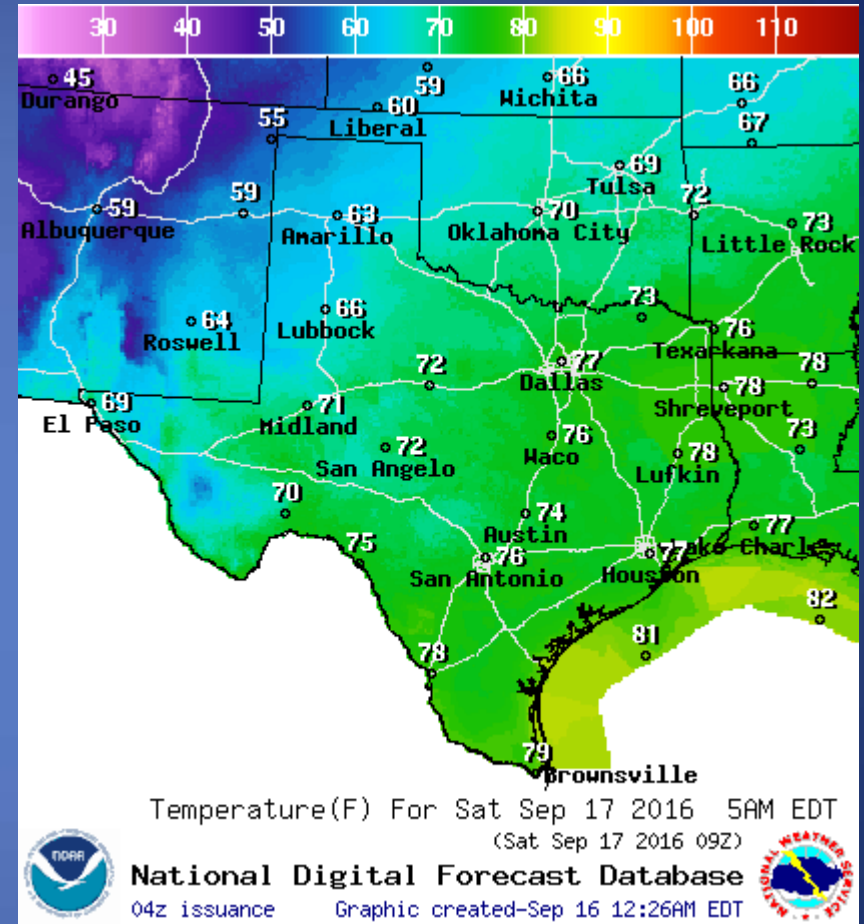 30 40 50 60 70 80 90 100 110
45 59 66 66
Durango Wichita
55 60 67
Liberal
69
Tulsa
59 59 63 70 72 73
Albuquerque Amarillo Oklahoma City Little Rock
64 66 73 76
Roswell Lubbock Texarkana
72 77 78
Dallas
69 71 78
El Paso Midland Shreveport
72 76 78 73
San Angelo Waco Lufkin
70 74 77
Austin
75 76 77 Lake Charles
San Antonio Houston
82
78 81
79
Brownsville
Temperature(F) For Sat Sep 17 2016 5AM EDT
(Sat Sep 17 2016 09Z)
National Digital Forecast Database
04z issuance Graphic created-Sep 16 12:26AM EDT
NOAA
NATIONAL WEATHER SERVICE